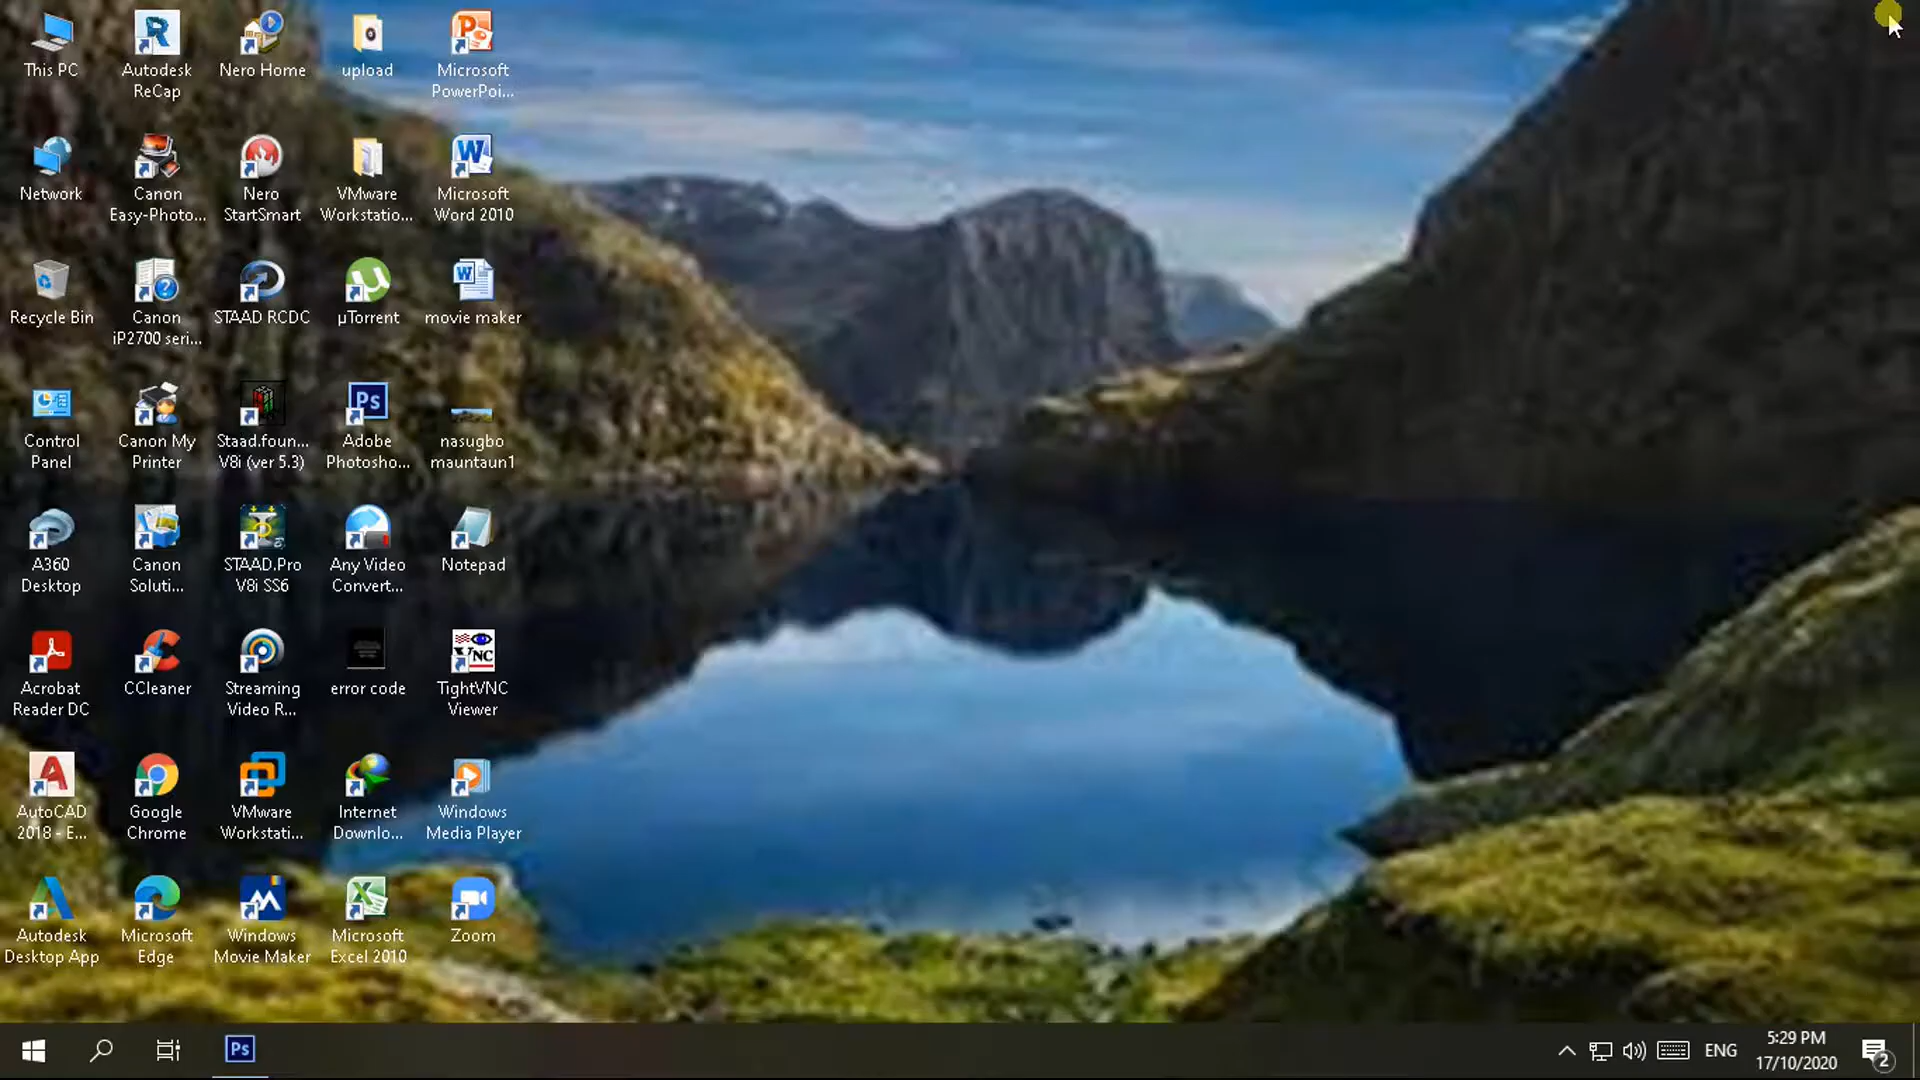 This PC
Autodesk
ReCap
Nero Home
upload
Microsoft
PowerPoi...
Network
Canon
Easy-Photo...
Nero
StartSmart
VMware
Workstatio...
Microsoft
Word 2010
Recycle Bin
Canon
iP2700 seri...
STAAD RCDC
µTorrent
movie maker
Control
Panel
Canon My
Printer
Staad.foun...
V8i (ver 5.3)
Adobe
Photosho...
nasugbo
mauntaun1
A360
Desktop
Canon
Soluti...
STAAD.Pro
V8i SS6
Any Video
Convert...
Notepad
Acrobat
Reader DC
CCleaner
Streaming
Video R...
error code
VNC
TightVNC
Viewer
AutoCAD
2018 - E...
Google
Chrome
VMware
Workstati...
Internet
Downlo...
Windows
Media Player
Autodesk
Desktop App
Microsoft
Edge
Windows
Movie Maker
Microsoft
Excel 2010
Zoom
Ps
ENG
5:29 PM
17/10/2020
2